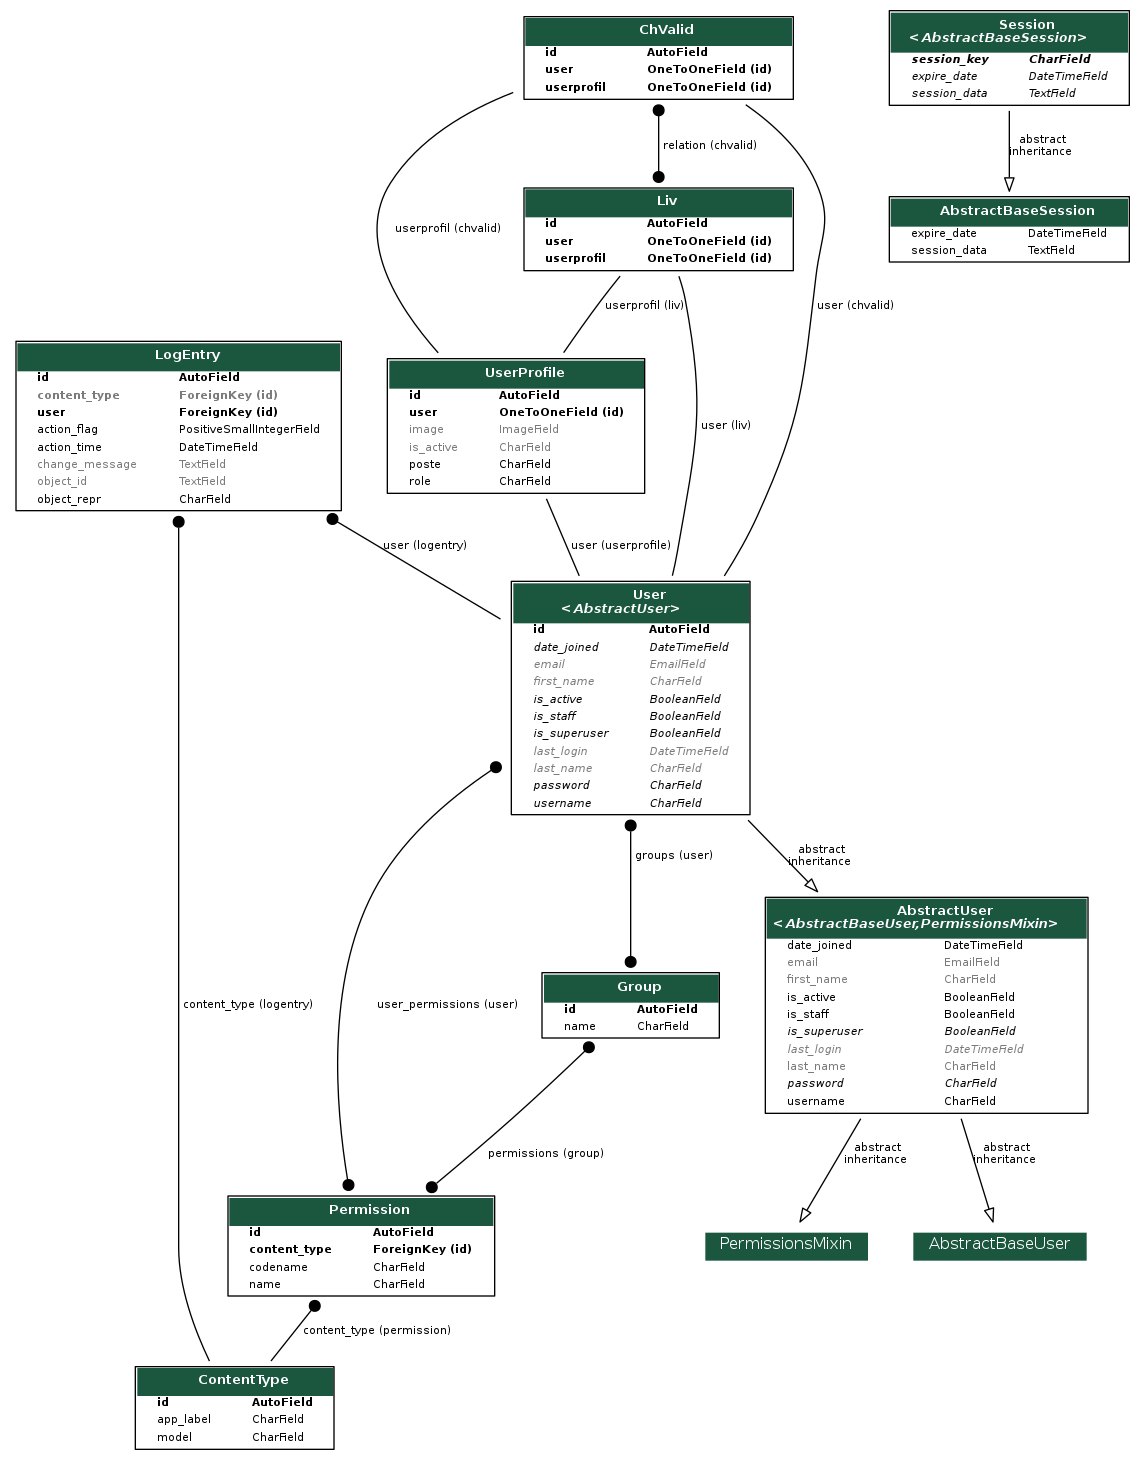 ChValid
id AutoField
user OneToOneField (id)
userprofil OneToOneField (id)
Session
<AbstractBaseSession>
session_key CharField
expire_date DateTimeField
session_data TextField
relation (chvalid)
abstract
inheritance
userprofil (chvalid)
Liv
id AutoField
user OneToOneField (id)
userprofil OneToOneField (id)
AbstractBaseSession
expire_date DateTimeField
session_data TextField
userprofil (liv)
user (chvalid)
LogEntry
id AutoField
content_type ForeignKey (id)
user ForeignKey (id)
action_flag PositiveSmallIntegerField
action_time DateTimeField
change_message TextField
object_id TextField
object_repr CharField
UserProfile
id AutoField
user OneToOneField (id)
image ImageField
is_active CharField
poste CharField
role CharField
user (liv)
user (logentry)
user (userprofile)
User
<AbstractUser>
id AutoField
date_joined DateTimeField
email EmailField
first_name CharField
is_active BooleanField
is_staff BooleanField
is_superuser BooleanField
last_login DateTimeField
last_name CharField
password CharField
username CharField
groups (user)
abstract
inheritance
AbstractUser
<AbstractBaseUser,PermissionsMixin>
date_joined DateTimeField
email EmailField
first_name CharField
is_active BooleanField
is_staff BooleanField
is_superuser BooleanField
last_login DateTimeField
last_name CharField
password CharField
username CharField
content_type (logentry)
user_permissions (user)
Group
id AutoField
name CharField
permissions (group)
abstract
inheritance
abstract
inheritance
PermissionsMixin
AbstractBaseUser
Permission
id AutoField
content_type ForeignKey (id)
codename CharField
name CharField
content_type (permission)
ContentType
id AutoField
app_label CharField
model CharField